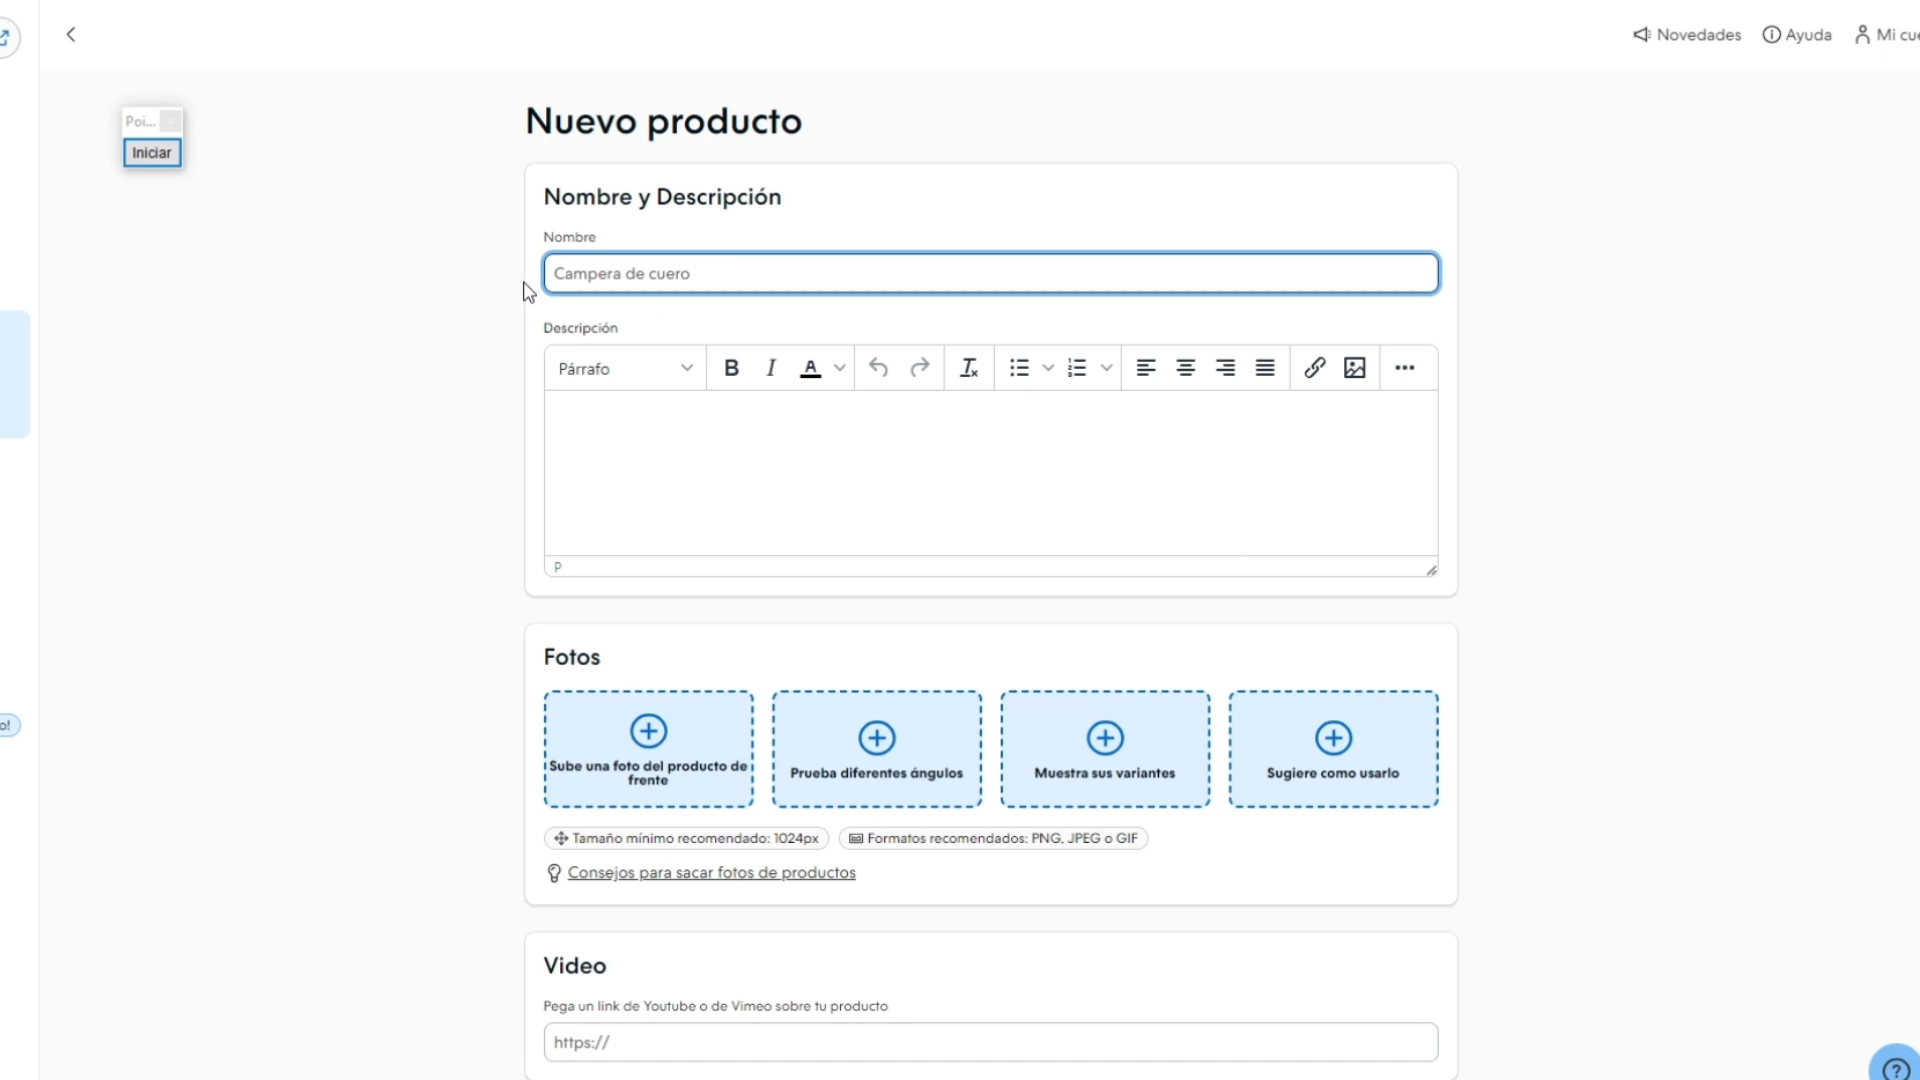 Novedades
Ayuda
Mi cue
Poi...
Iniciar
Nuevo producto
Nombre y Descripción
Nombre
Campera de cuero
Descripción
Párrafo
B I A
P
Fotos
Sube una foto del producto de
frente
Prueba diferentes ángulos
Muestra sus variantes
Sugiere como usarlo
Tamaño mínimo recomendado: 1024px
Formatos recomendados: PNG, JPEG o GIF
Consejos para sacar fotos de productos
o!
Video
Pega un link de Youtube o de Vimeo sobre tu producto
https://